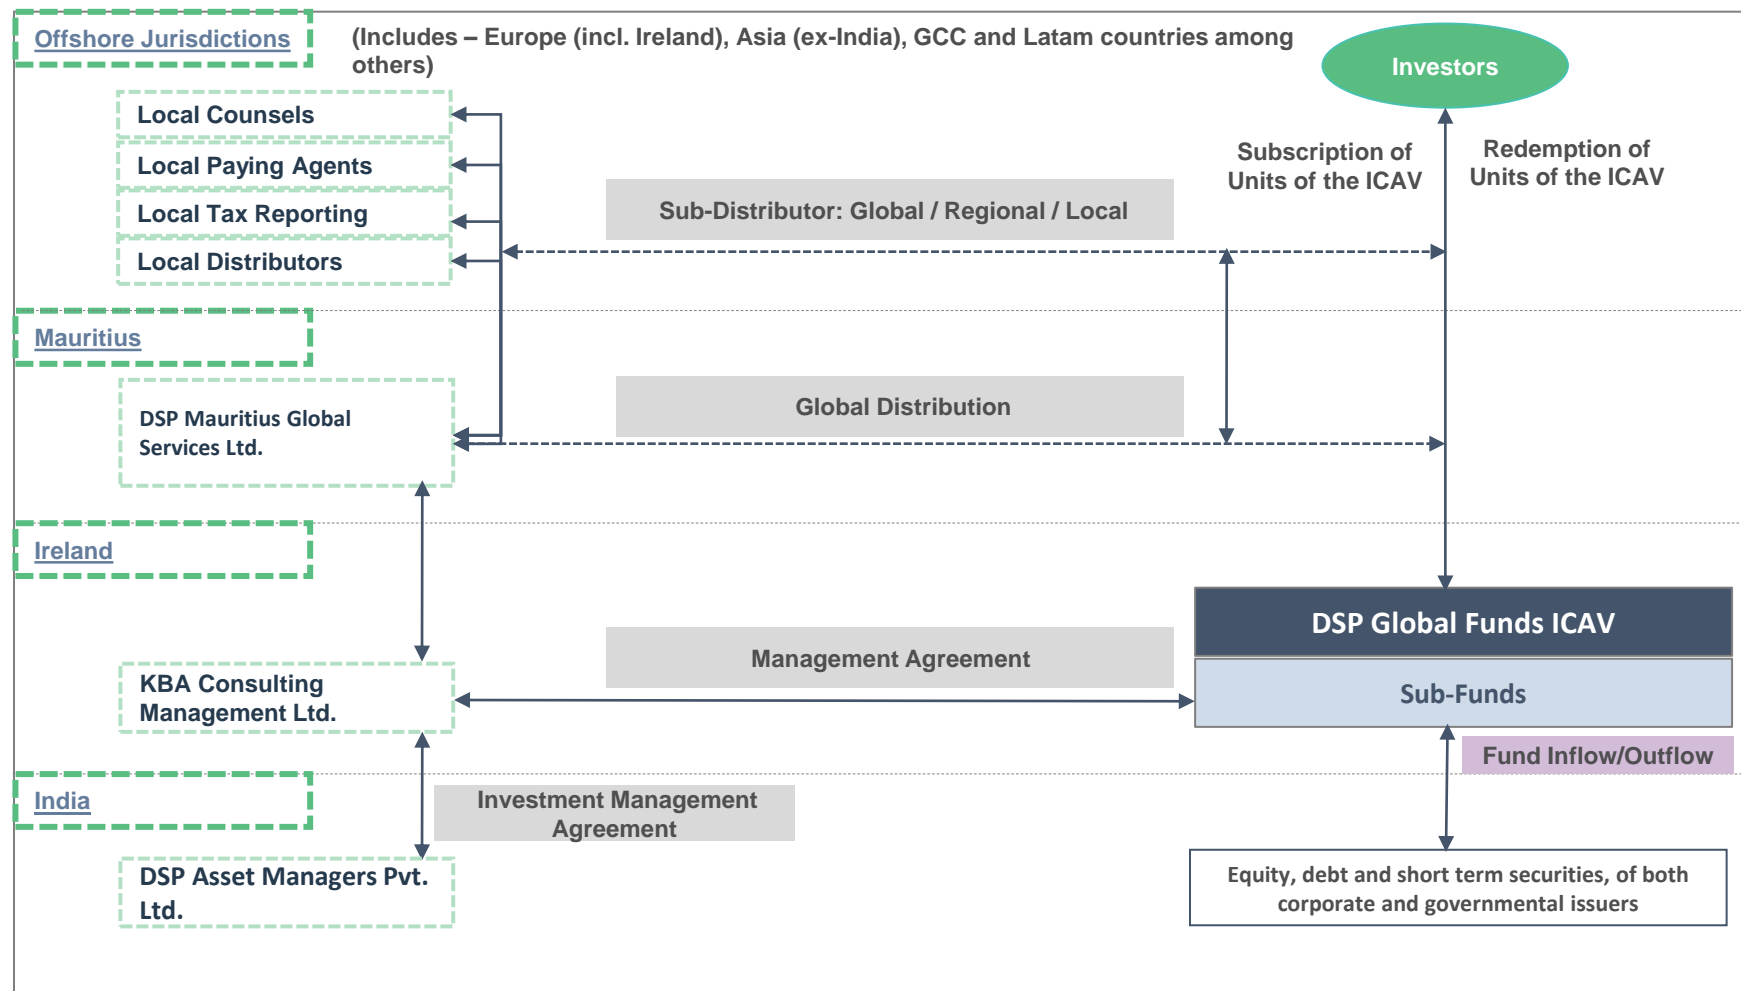 Offshore Jurisdictions
(Includes – Europe (incl. Ireland), Asia (ex-India), GCC and Latam countries among
others)
Investors
Local Counsels
Local Paying Agents
Local Tax Reporting
Local Distributors
Subscription of
Units of the ICAV
Redemption of
Units of the ICAV
Sub-Distributor: Global / Regional / Local
Mauritius
DSP Mauritius Global
Services Ltd.
Global Distribution
Ireland
DSP Global Funds ICAV
Management Agreement
KBA Consulting
Management Ltd.
Sub-Funds
Fund Inflow/Outflow
India
Investment Management
Agreement
DSP Asset Managers Pvt.
Ltd.
Equity, debt and short term securities, of both
corporate and governmental issuers